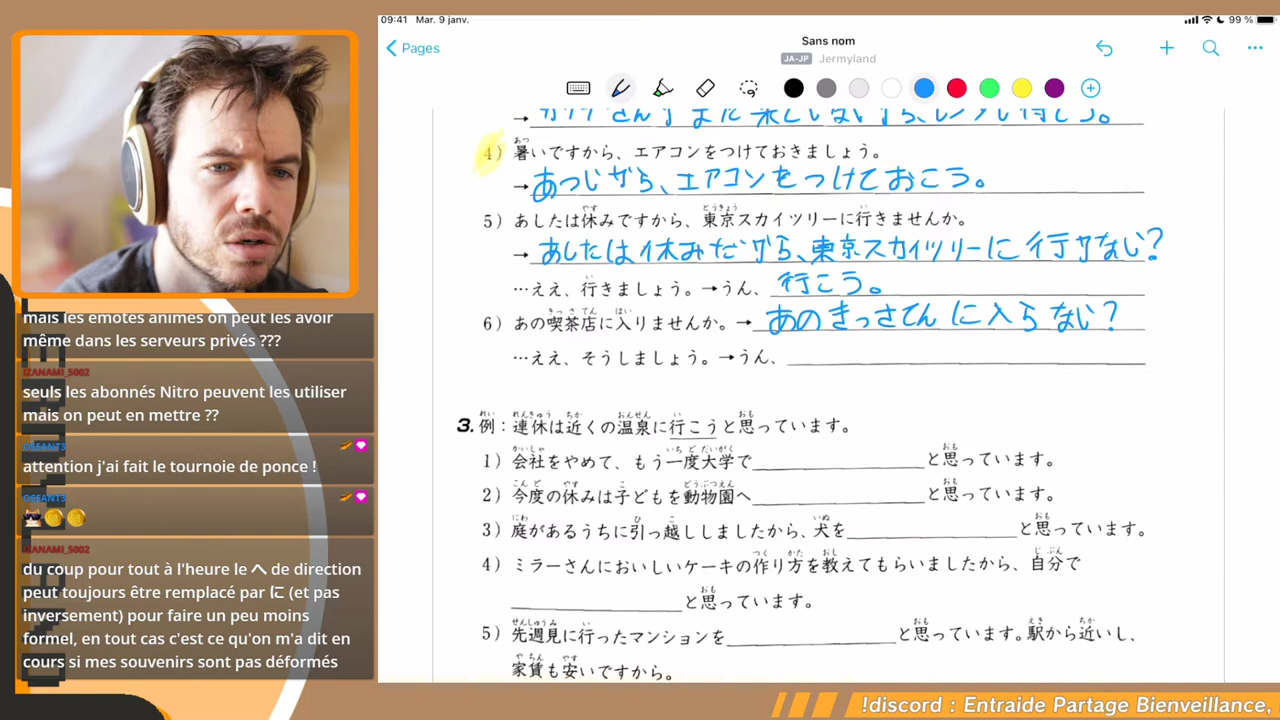 09:41 Mar. 9 janv.
99 %
Pages
Sans nom
JA-JP Jermyland
4) 暑いですから、エアコンをつけておきましょう。
→ あついから、エアコンをつけておこう。
5) あしたは休みですから、東京スカイツリーに行きませんか。
→ あしたは休みだから、東京スカイツリーに行かない?
…ええ、行きましょう。→うん、行こう。
6) あの喫茶店に入りませんか。→ あのきっさてんに入らない?
…ええ、そうしましょう。→うん、
3. 例:連休は近くの温泉に行こうと思っています。
1) 会社をやめて、もう一度大学で と思っています。
2) 今度の休みは子どもを動物園へ と思っています。
3) 庭があるうちに引っ越ししましたから、犬を と思っています。
4) ミラーさんにおいしいケーキの作り方を教えてもらいましたから、自分で
と思っています。
5) 先週見に行ったマンションを と思っています。駅から近いし、
家賃も安いですから。
mais les emotes animés on peut les avoir
même dans les serveurs privés ???
IZANAMI_5002
seuls les abonnés Nitro peuvent les utiliser
mais on peut en mettre ??
attention j'ai fait le tournoie de ponce !
du coup pour tout à l'heure le へ de direction
peut toujours être remplacé par に (et pas
inversement) pour faire un peu moins
formel, en tout cas c'est ce qu'on m'a dit en
cours si mes souvenirs sont pas déformés
!discord : Entraide Partage Bienveillance,